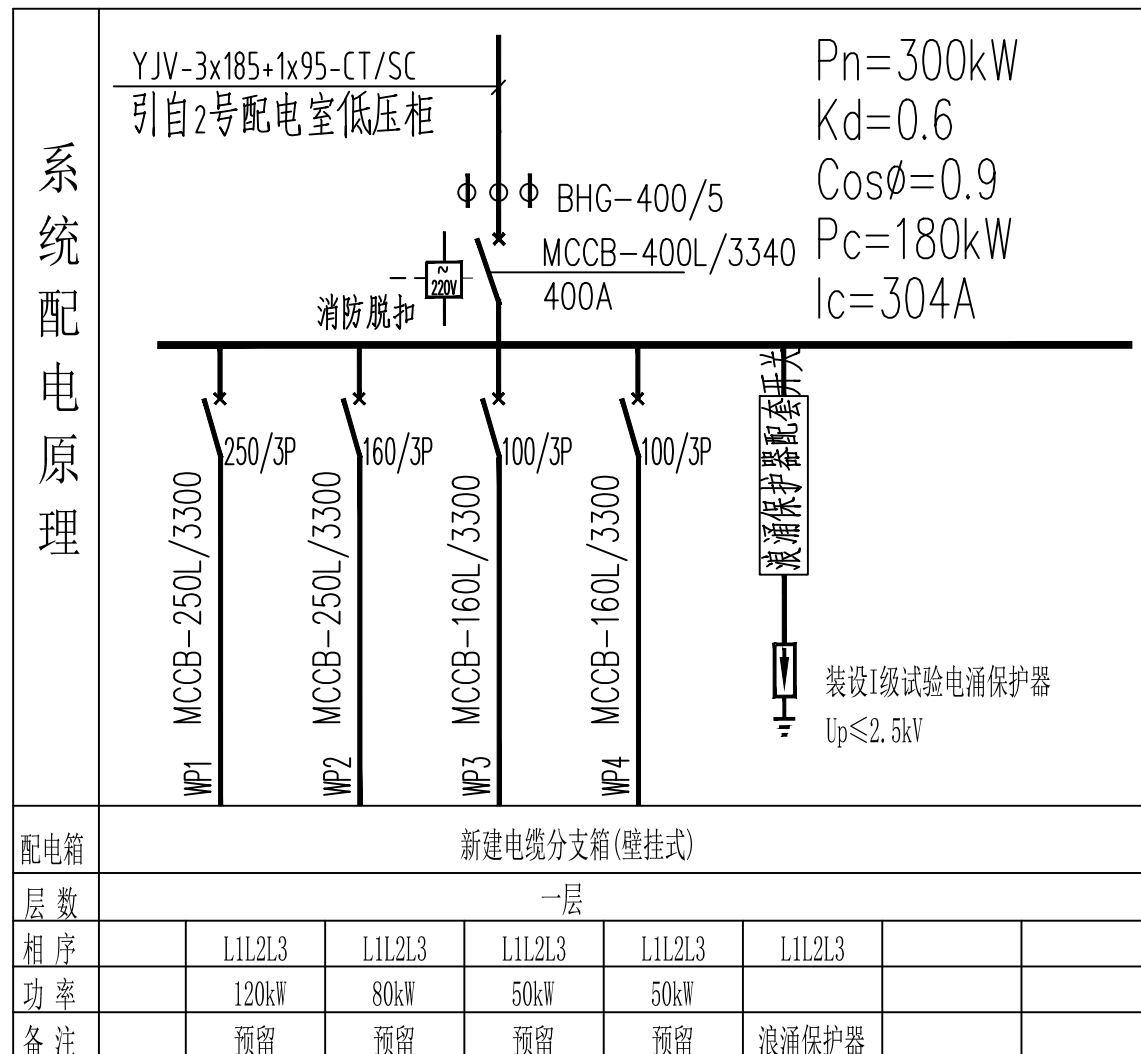 系统配电原理
YJV-3x185+1x95-CT/SC
引自2号配电室低压柜
Pn=300kW
Kd=0.6
CosØ=0.9
Pc=180kW
Ic=304A
BHG-400/5
MCCB-400L/3340
400A
~
220V
消防脱扣
250/3P
160/3P
100/3P
100/3P
MCCB-250L/3300
MCCB-250L/3300
MCCB-160L/3300
MCCB-160L/3300
浪涌保护器配套开关
装设I级试验电涌保护器
Up≤2.5kV
WP1
WP2
WP3
WP4
配电箱 新建电缆分支箱(壁挂式)
层数 一层
相序 L1L2L3 L1L2L3 L1L2L3 L1L2L3 L1L2L3
功率 120kW 80kW 50kW 50kW
备注 预留 预留 预留 预留 浪涌保护器